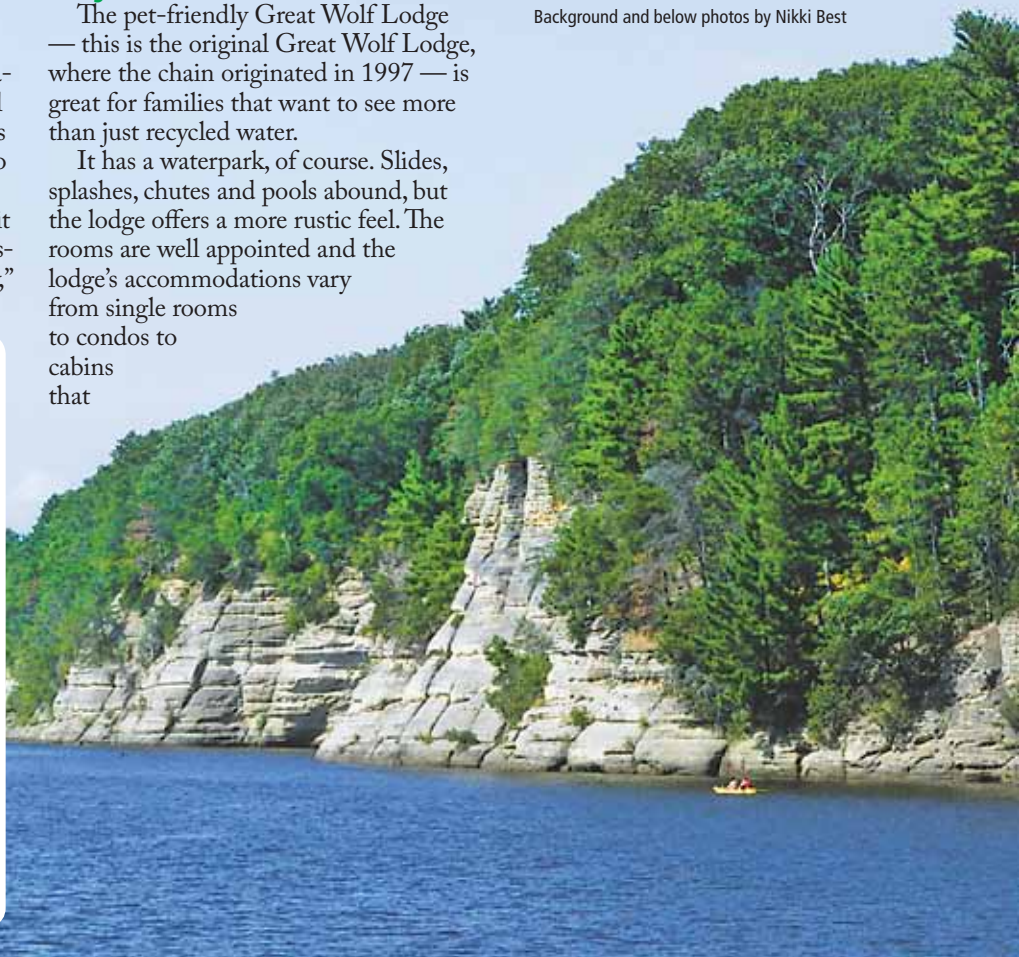 The pet-friendly Great Wolf Lodge
— this is the original Great Wolf Lodge,
where the chain originated in 1997 — is
great for families that want to see more
than just recycled water.
It has a waterpark, of course. Slides,
splashes, chutes and pools abound, but
the lodge offers a more rustic feel. The
rooms are well appointed and the
lodge’s accommodations vary
from single rooms
to condos to
cabins
that
Background and below photos by Nikki Best